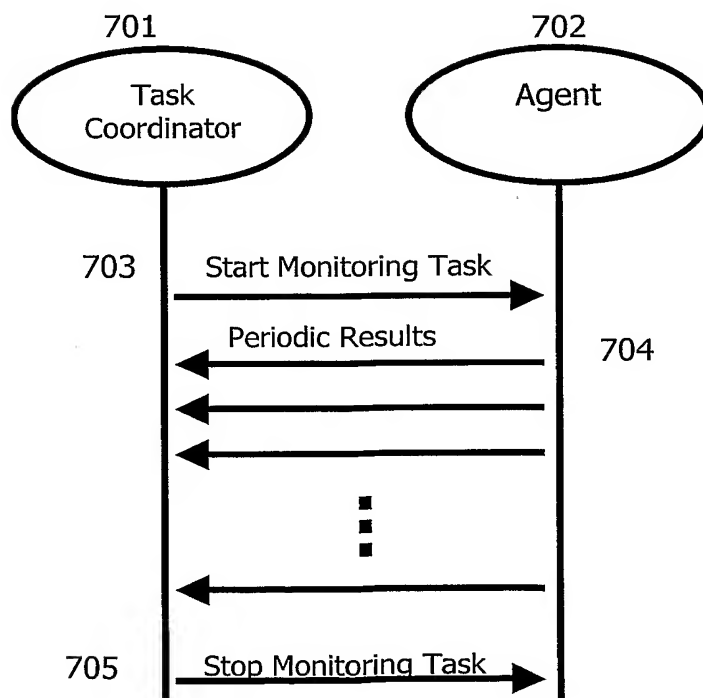 701
702
Task
Coordinator
Agent
703
Start Monitoring Task
Periodic Results
704
705
Stop Monitoring Task